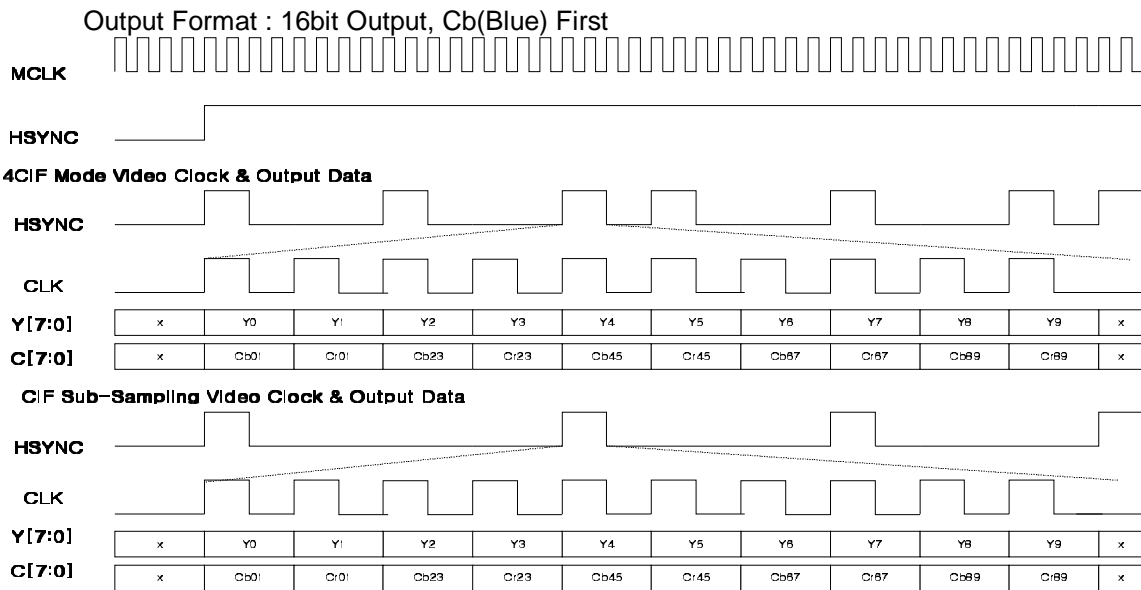 Output Format : 16bit Output, Cb(Blue) First
MCLK
HSYNC
4CIF Mode Video Clock & Output Data
HSYNC
CLK
Y[7:0] x Y0 Y1 Y2 Y3 Y4 Y5 Y6 Y7 Y8 Y9 x
C[7:0] x Cb01 Cr01 Cb23 Cr23 Cb45 Cr45 Cb67 Cr67 Cb89 Cr89 x
CIF Sub-Sampling Video Clock & Output Data
HSYNC
CLK
Y[7:0] x Y0 Y1 Y2 Y3 Y4 Y5 Y6 Y7 Y8 Y9 x
C[7:0] x Cb01 Cr01 Cb23 Cr23 Cb45 Cr45 Cb67 Cr67 Cb89 Cr89 x